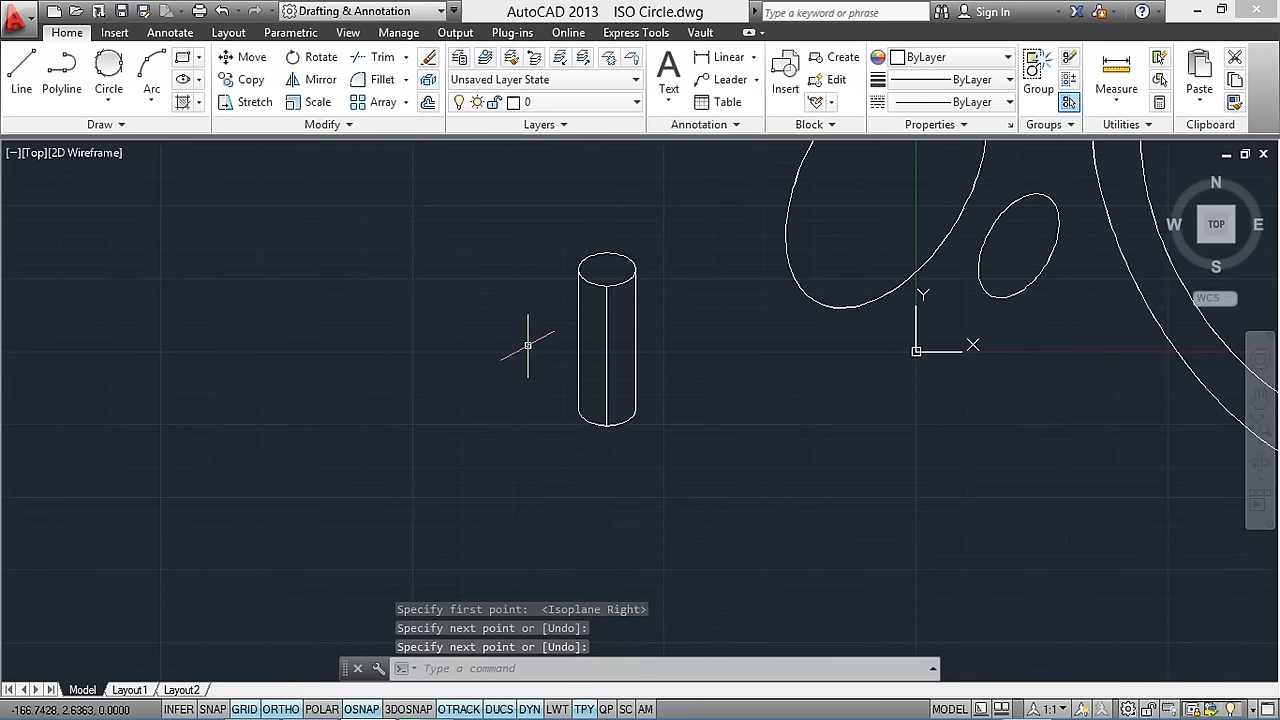 Drafting & Annotation
AutoCAD 2013 ISO Circle.dwg
Type a keyword or phrase
Sign In
Home Insert Annotate Layout Parametric View Manage Output Plug-ins Online Express Tools Vault
Line Polyline Circle Arc
Move Rotate Trim
Copy Mirror Fillet
Stretch Scale Array
Unsaved Layer State
0
Text
Linear
Leader
Table
Insert
Create
Edit
ByLayer
ByLayer
ByLayer
Group
Measure
Paste
Draw Modify Layers Annotation Block Properties Groups Utilities Clipboard
[−][Top][2D Wireframe]
N
W TOP E
S
WCS
Y
X
Specify first point: <Isoplane Right>
Specify next point or [Undo]:
Specify next point or [Undo]:
Type a command
Model Layout1 Layout2
-166.7428, 2.6363, 0.0000 INFER SNAP GRID ORTHO POLAR OSNAP 3DOSNAP OTRACK DUCS DYN LWT TPY QP SC AM MODEL 1:1